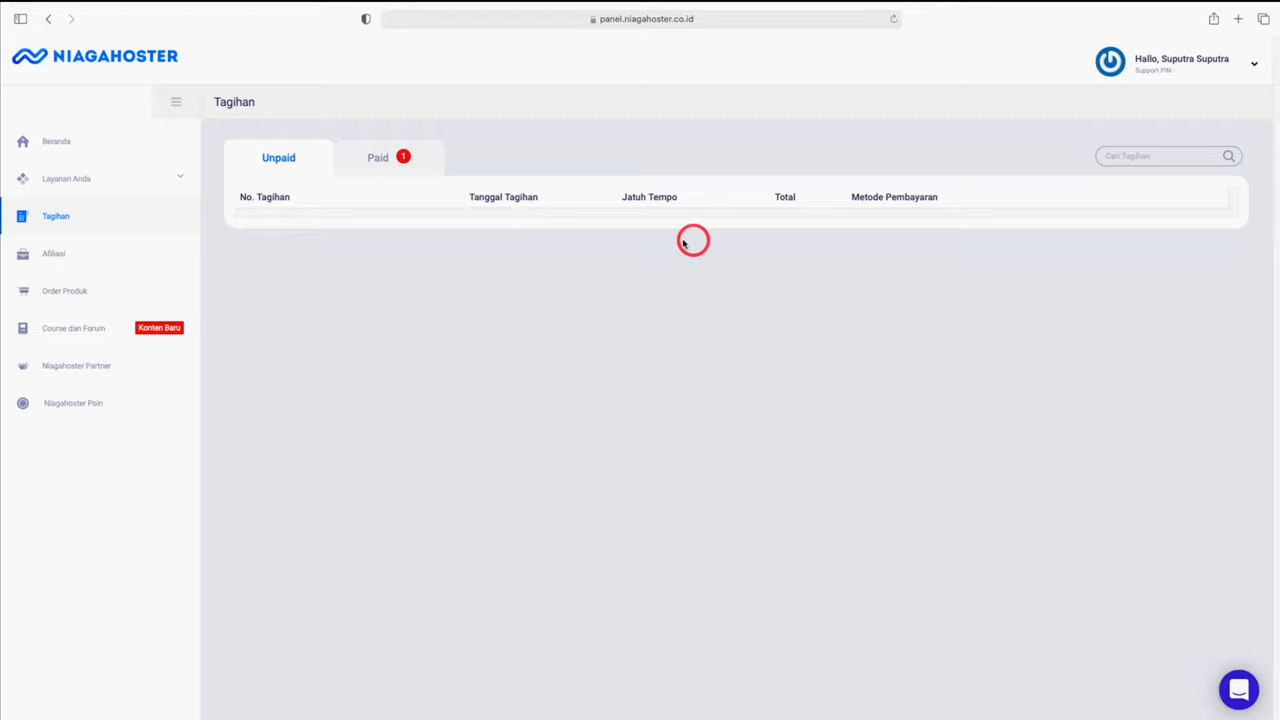 panel.niagahoster.co.id
NIAGAHOSTER
Hallo, Suputra Suputra
Support PIN
Tagihan
Beranda
Layanan Anda
Tagihan
Afiliasi
Order Produk
Course dan Forum
Konten Baru
Niagahoster Partner
Niagahoster Poin
Unpaid
Paid 1
Cari Tagihan
No. Tagihan Tanggal Tagihan Jatuh Tempo Total Metode Pembayaran